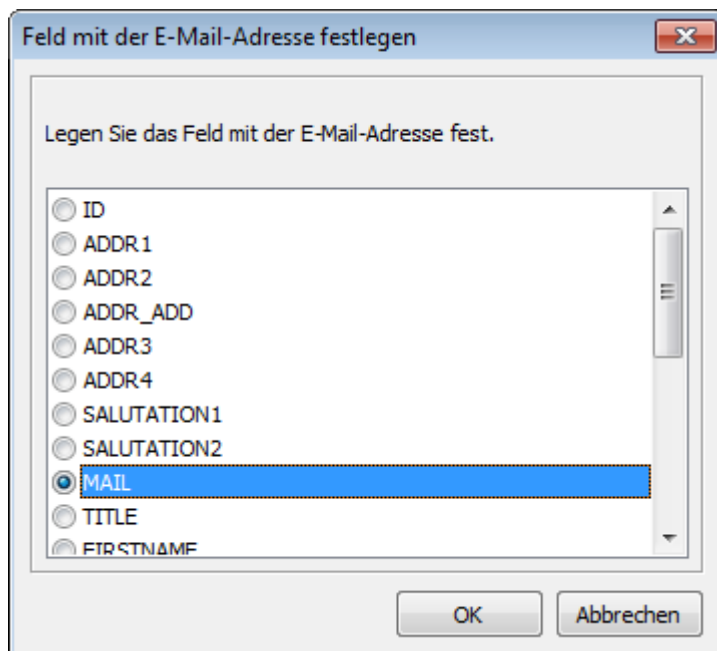 Feld mit der E-Mail-Adresse festlegen
Legen Sie das Feld mit der E-Mail-Adresse fest.
ID
ADDR1
ADDR2
ADDR_ADD
ADDR3
ADDR4
SALUTATION1
SALUTATION2
MAIL
TITLE
FIRSTNAME
OK
Abbrechen